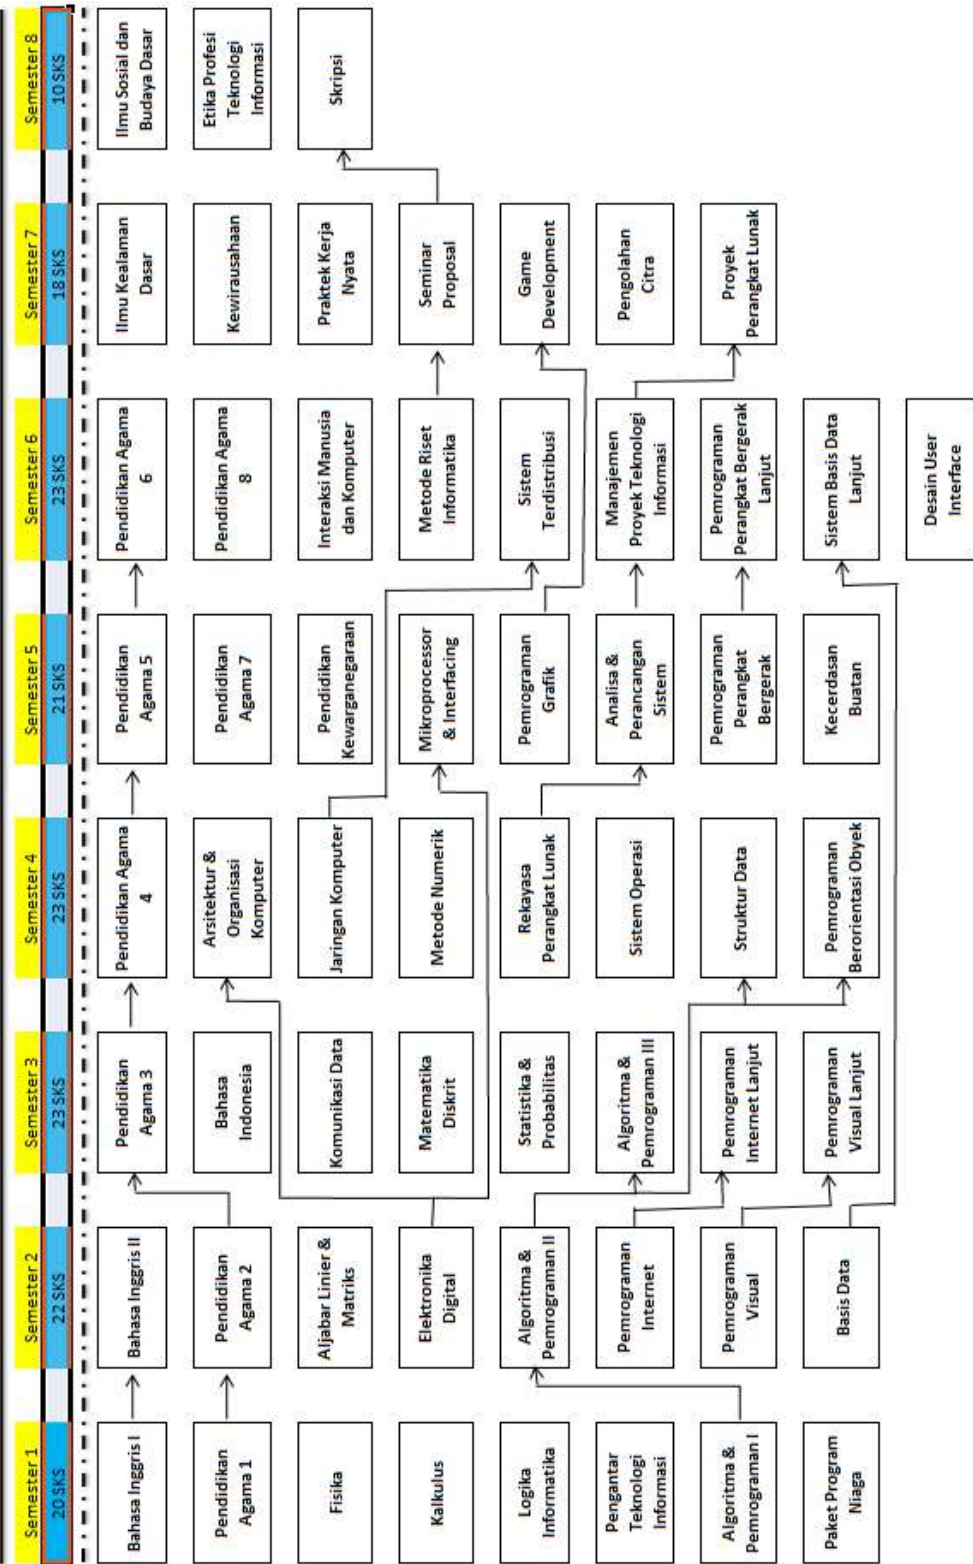 Semester 1
20 SKS
Bahasa Inggris I
Pendidikan
Agama 1
Fisika
Kalkulus
Logika
Informatika
Pengantar
Teknologi
Informasi
Algoritma &
Pemrograman I
Paket Program
Niaga
Semester 2
22 SKS
Bahasa Inggris II
Pendidikan
Agama 2
Aljabar Linier &
Matriks
Elektronika
Digital
Algoritma &
Pemrograman II
Pemrograman
Internet
Pemrograman
Visual
Basis Data
Semester 3
23 SKS
Pendidikan
Agama 3
Bahasa
Indonesia
Komunikasi Data
Matematika
Diskrit
Statistika &
Probabilitas
Algoritma &
Pemrograman III
Pemrograman
Internet Lanjut
Pemrograman
Visual Lanjut
Semester 4
23 SKS
Pendidikan Agama
4
Arsitektur &
Organisasi
Komputer
Jaringan Komputer
Metode Numerik
Rekayasa
Perangkat Lunak
Sistem Operasi
Struktur Data
Pemrograman
Berorientasi Obyek
Semester 5
21 SKS
Pendidikan
Agama 5
Pendidikan
Agama 7
Pendidikan
Kewarganegaraan
Mikroprocessor
& Interfacing
Pemrograman
Grafik
Analisa &
Perancangan
Sistem
Pemrograman
Perangkat
Bergerak
Kecerdasan
Buatan
Semester 6
23 SKS
Pendidikan Agama
6
Pendidikan Agama
8
Interaksi Manusia
dan Komputer
Metode Riset
Informatika
Sistem
Terdistribusi
Manajemen
Proyek Teknologi
Informasi
Pemrograman
Perangkat Bergerak
Lanjut
Sistem Basis Data
Lanjut
Desain User
Interface
Semester 7
18 SKS
Ilmu Kealaman
Dasar
Kewirausahaan
Praktek Kerja
Nyata
Seminar
Proposal
Game
Development
Pengolahan
Citra
Proyek
Perangkat Lunak
Semester 8
10 SKS
Ilmu Sosial dan
Budaya Dasar
Etika Profesi
Teknologi
Informasi
Skripsi